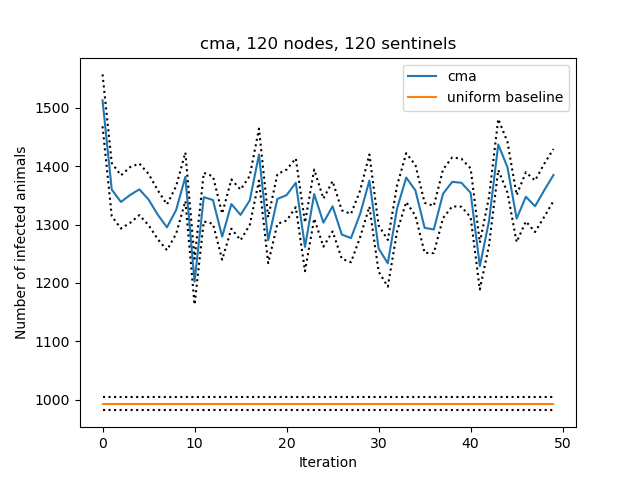 cma, 120 nodes, 120 sentinels
cma
uniform baseline
Number of infected animals
1500
1400
1300
1200
1100
1000
0 10 20 30 40 50
Iteration